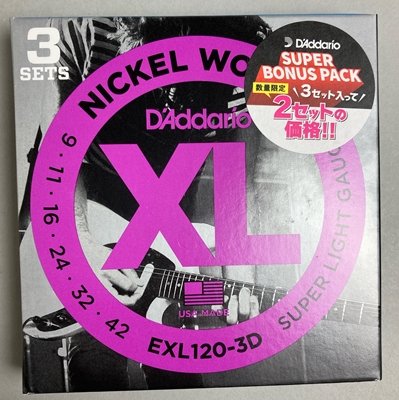 3
SETS
NICKEL WO
D'Addario
XL
9 · 11 · 16 · 24 · 32 · 42
USA MADE
EXL120-3D
SUPER LIGHT GAU
D'Addario
SUPER
BONUS PACK
数量限定
3セット入って
2セットの
価格!!